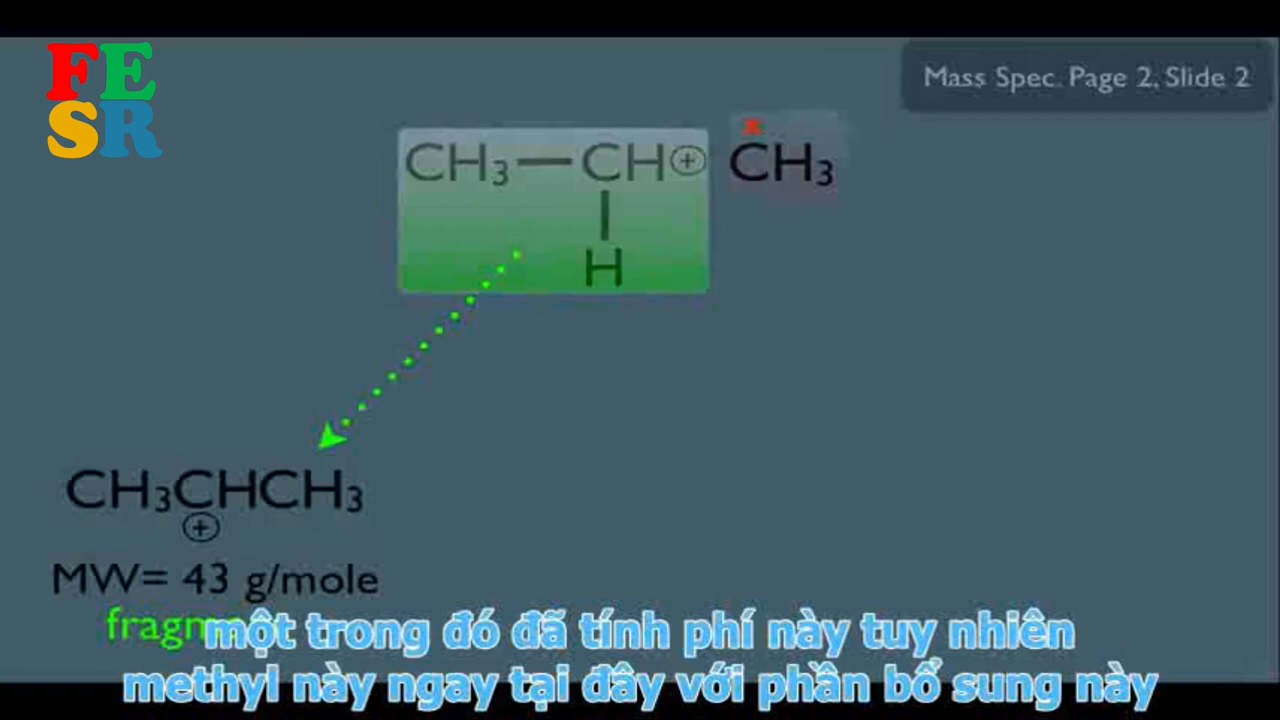 FE
SR
Mass Spec. Page 2, Slide 2
CH₃—CH⊕ CH₃
H
CH₃CHCH₃
⊕
MW= 43 g/mole
một trong đó đã tính phí này tuy nhiên
methyl này ngay tại đây với phần bổ sung này